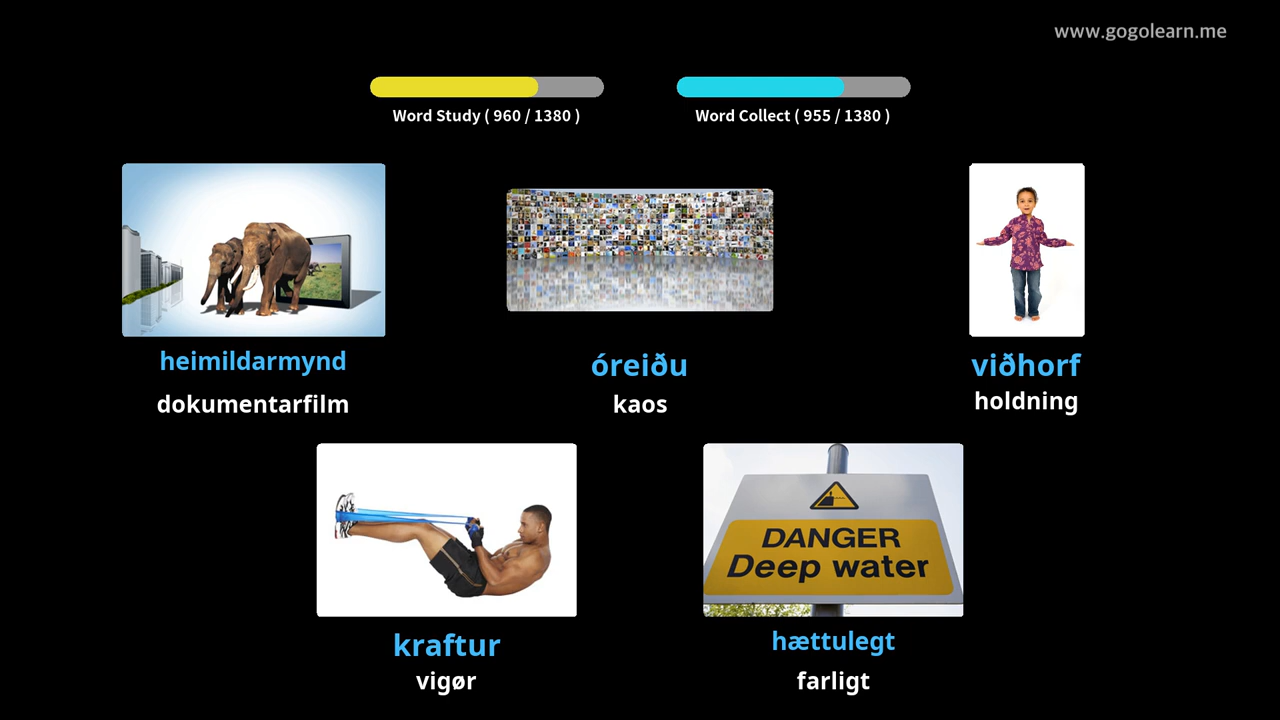 www.gogolearn.me
Word Study ( 960 / 1380 )
Word Collect ( 955 / 1380 )
heimildarmynd
dokumentarfilm
óreiðu
kaos
viðhorf
holdning
kraftur
vigør
DANGER
Deep water
hættulegt
farligt